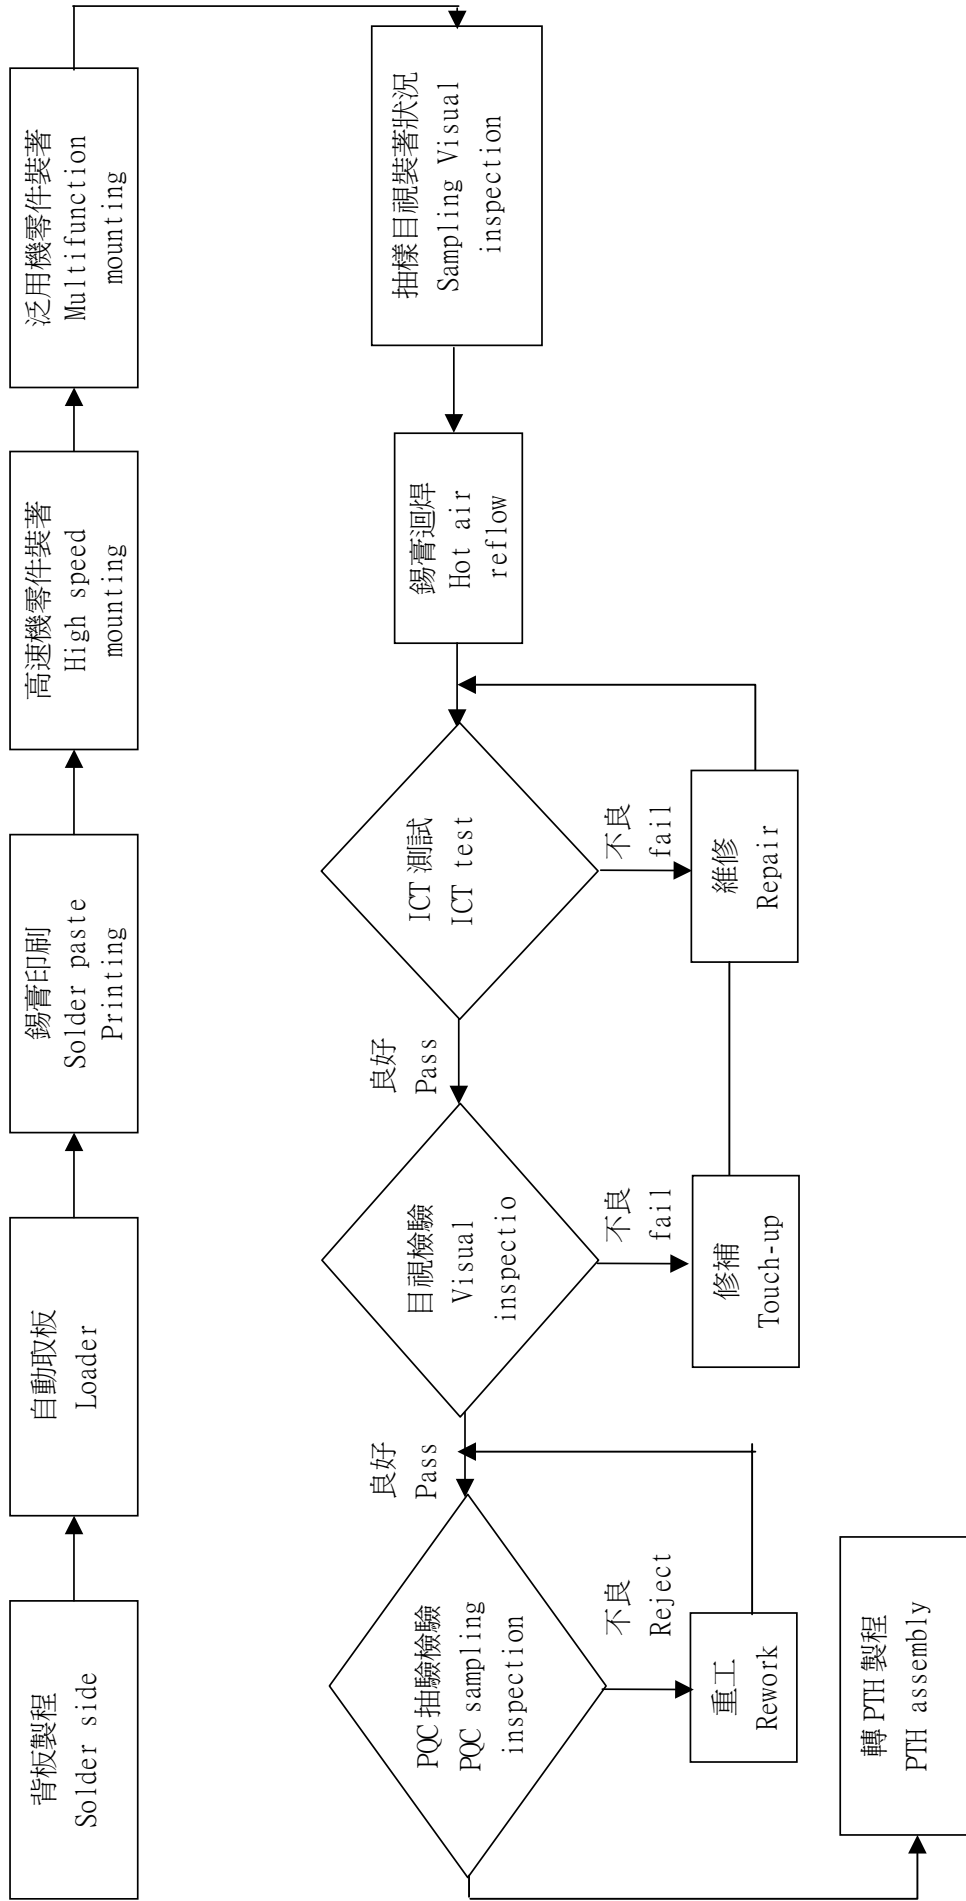 背板製程
Solder side
自動取板
Loader
錫膏印刷
Solder paste
Printing
高速機零件裝著
High speed
mounting
泛用機零件裝著
Multifunction
mounting
抽樣目視裝著狀況
Sampling Visual
inspection
錫膏迴焊
Hot air
reflow
ICT 測試
ICT test
不良
fail
維修
Repair
良好
Pass
目視檢驗
Visual
inspectio
不良
fail
修補
Touch-up
良好
Pass
PQC 抽驗檢驗
PQC sampling
inspection
不良
Reject
重工
Rework
轉 PTH 製程
PTH assembly